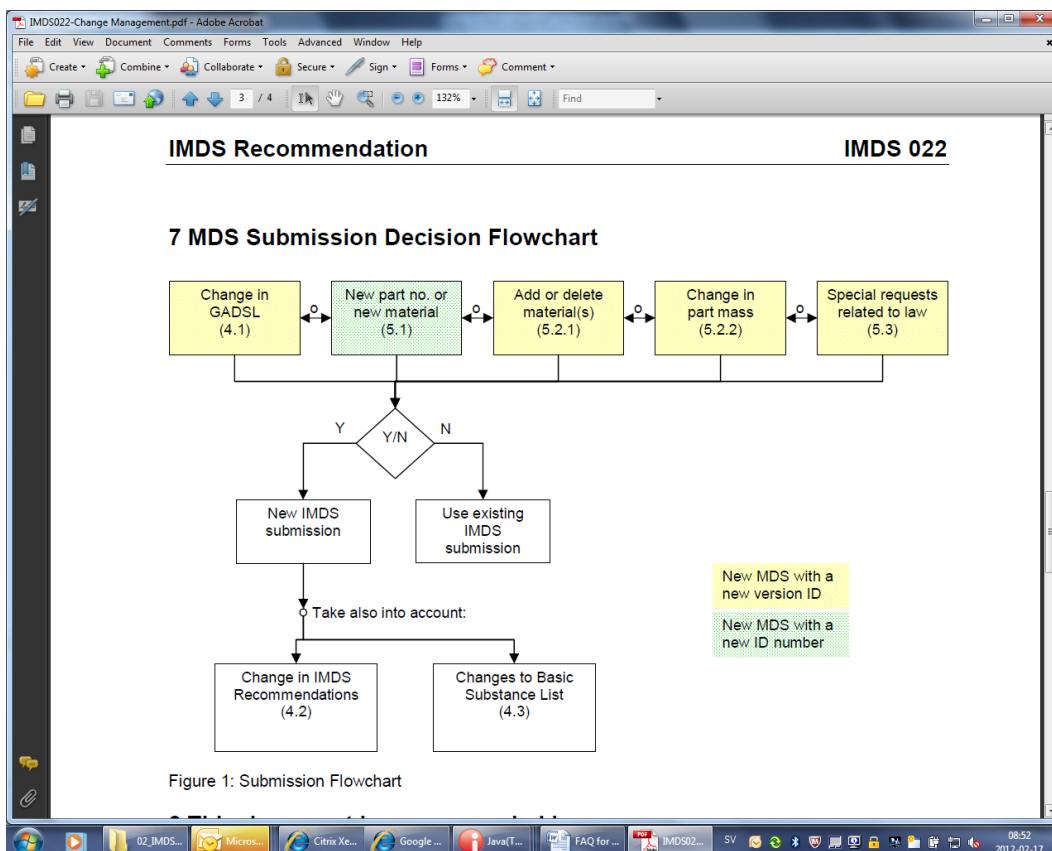 IMDS022-Change Management.pdf - Adobe Acrobat
File Edit View Document Comments Forms Tools Advanced Window Help
Create Combine Collaborate Secure Sign Forms Comment
3 / 4 132% Find
IMDS Recommendation IMDS 022
7 MDS Submission Decision Flowchart
Change in
GADSL
(4.1)
o
New part no. or
new material
(5.1)
o
Add or delete
material(s)
(5.2.1)
o
Change in
part mass
(5.2.2)
o
Special requests
related to law
(5.3)
Y Y/N N
New IMDS
submission
Use existing
IMDS
submission
New MDS with a
new version ID
New MDS with a
new ID number
Take also into account:
Change in IMDS
Recommendations
(4.2)
Changes to Basic
Substance List
(4.3)
Figure 1: Submission Flowchart
02_IMDS... Micros... Citrix Xe... Google ... Java(T... FAQ for ... IMDS02... SV 08:52
2012-02-17